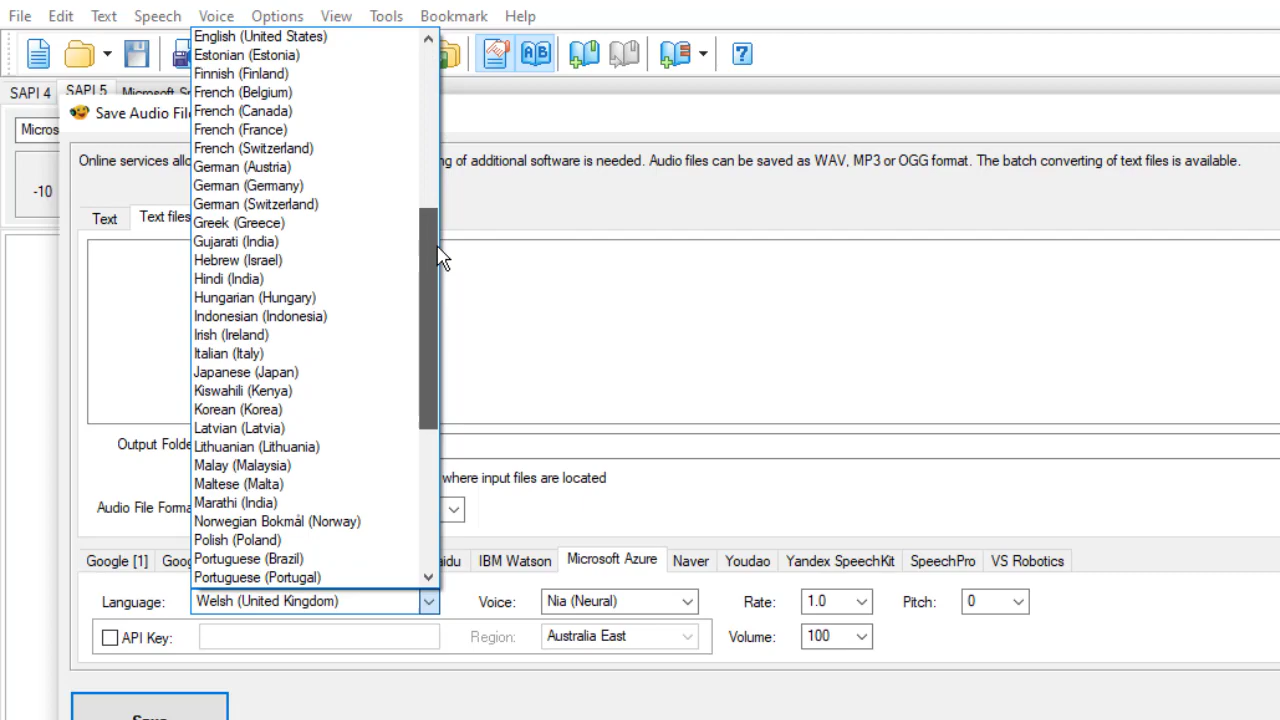 File Edit Text Speech Voice Options View Tools Bookmark Help
SAPI 4 SAPI 5 Microsoft
Save Audio
Micros
Online services ng of additional software is needed. Audio files can be saved as WAV, MP3 or OGG format. The batch converting of text files is available.
-10
Text Text files
English (United States)
Estonian (Estonia)
Finnish (Finland)
French (Belgium)
French (Canada)
French (France)
French (Switzerland)
German (Austria)
German (Germany)
German (Switzerland)
Greek (Greece)
Gujarati (India)
Hebrew (Israel)
Hindi (India)
Hungarian (Hungary)
Indonesian (Indonesia)
Irish (Ireland)
Italian (Italy)
Japanese (Japan)
Kiswahili (Kenya)
Korean (Korea)
Latvian (Latvia)
Lithuanian (Lithuania)
Malay (Malaysia)
Maltese (Malta)
Marathi (India)
Norwegian Bokmål (Norway)
Polish (Poland)
Portuguese (Brazil)
Portuguese (Portugal)
Output Folde
where input files are located
Audio File Forma
Google [1] Goo aidu IBM Watson Microsoft Azure Naver Youdao Yandex SpeechKit SpeechPro VS Robotics
Language: Welsh (United Kingdom) Voice: Nia (Neural) Rate: 1.0 Pitch: 0
API Key: Region: Australia East Volume: 100